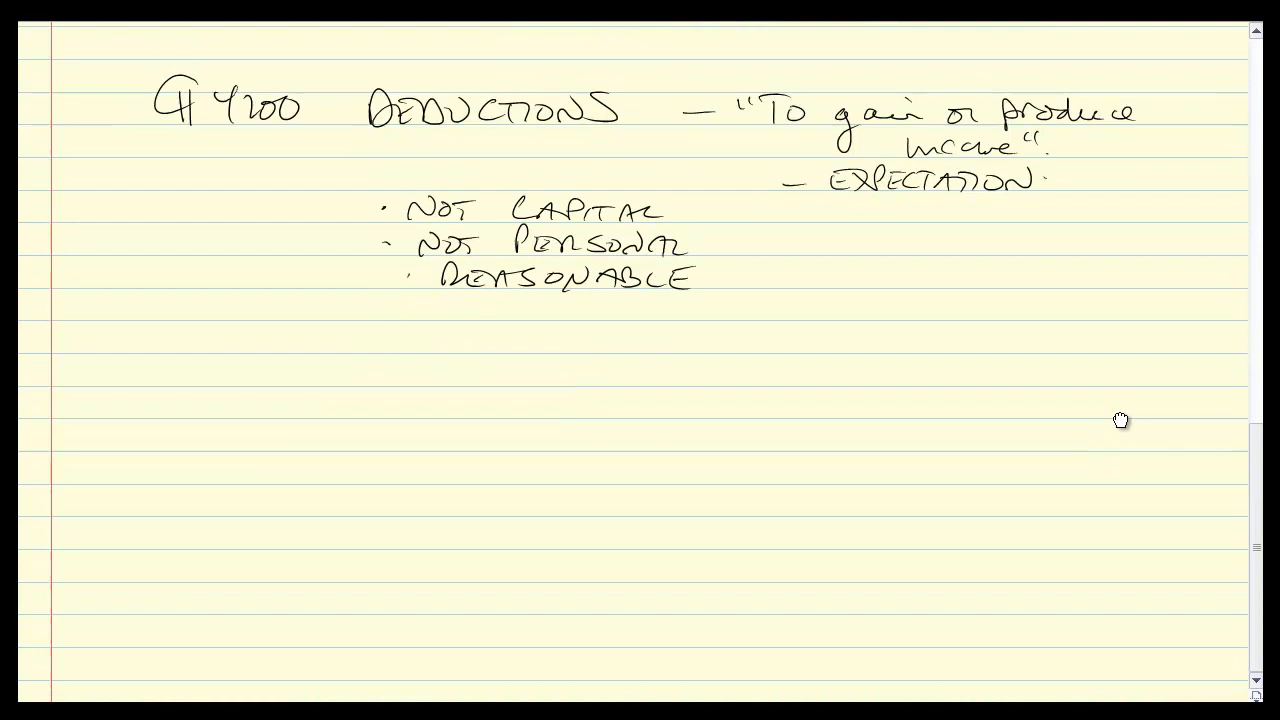 ¶ 4200 DEDUCTIONS — "To gain or produce
income".
— EXPECTATION.
· NOT CAPITAL
· NOT PERSONAL
· REASONABLE